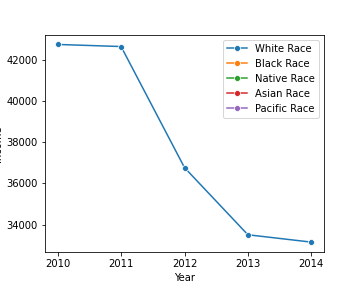 White Race
Black Race
Native Race
Asian Race
Pacific Race
42000
40000
38000
36000
34000
2010 2011 2012 2013 2014
Year